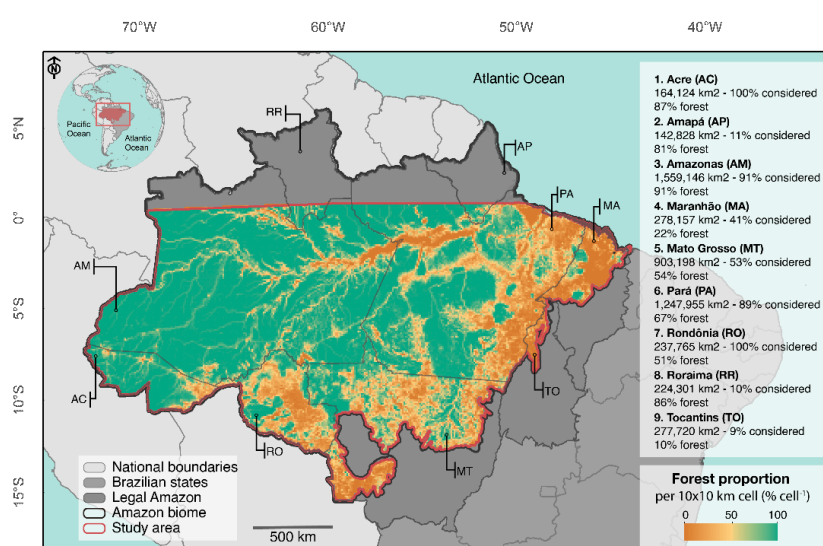 70°W
60°W
50°W
40°W
5°N
0°
5°S
10°S
15°S
N
Pacific
Ocean
Atlantic
Ocean
Atlantic Ocean
RR
AP
PA
MA
AM
AC
RO
MT
TO
1. Acre (AC)
164,124 km2 - 100% considered
87% forest
2. Amapá (AP)
142,828 km2 - 11% considered
81% forest
3. Amazonas (AM)
1,559,146 km2 - 91% considered
91% forest
4. Maranhão (MA)
278,157 km2 - 41% considered
22% forest
5. Mato Grosso (MT)
903,198 km2 - 53% considered
54% forest
6. Pará (PA)
1,247,955 km2 - 89% considered
67% forest
7. Rondônia (RO)
237,765 km2 - 100% considered
51% forest
8. Roraima (RR)
224,301 km2 - 10% considered
86% forest
9. Tocantins (TO)
277,720 km2 - 9% considered
10% forest
National boundaries
Brazilian states
Legal Amazon
Amazon biome
Study area
500 km
Forest proportion
per 10x10 km cell (% cell⁻¹)
0 50 100